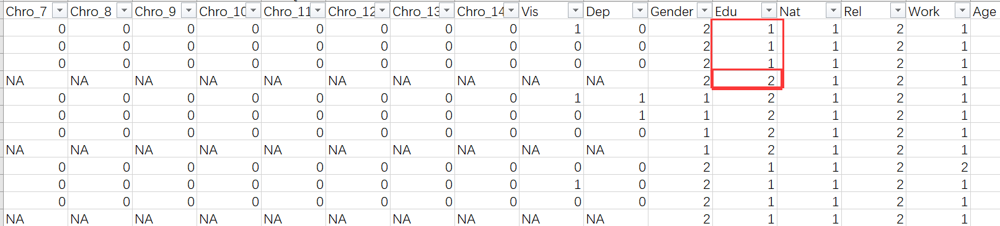 Chro_7 Chro_8 Chro_9 Chro_10 Chro_11 Chro_12 Chro_13 Chro_14 Vis Dep Gender Edu Nat Rel Work Age
0 0 0 0 0 0 0 0 1 0 2 1 1 2 1
0 0 0 0 0 0 0 0 0 0 2 1 1 2 1
0 0 0 0 0 0 0 0 0 0 2 1 1 2 1
NA NA NA NA NA NA NA NA NA NA 2 2 1 2 1
0 0 0 0 0 0 0 0 1 1 1 2 1 2 1
0 0 0 0 0 0 0 0 0 1 1 2 1 2 1
0 0 0 0 0 0 0 0 0 0 1 2 1 2 1
NA NA NA NA NA NA NA NA NA NA 1 2 1 2 1
0 0 0 0 0 0 0 0 0 0 2 1 1 2 2
0 0 0 0 0 0 0 0 1 0 2 1 1 2 1
0 0 0 0 0 0 0 0 0 0 2 1 1 2 1
NA NA NA NA NA NA NA NA NA NA 2 1 1 2 1